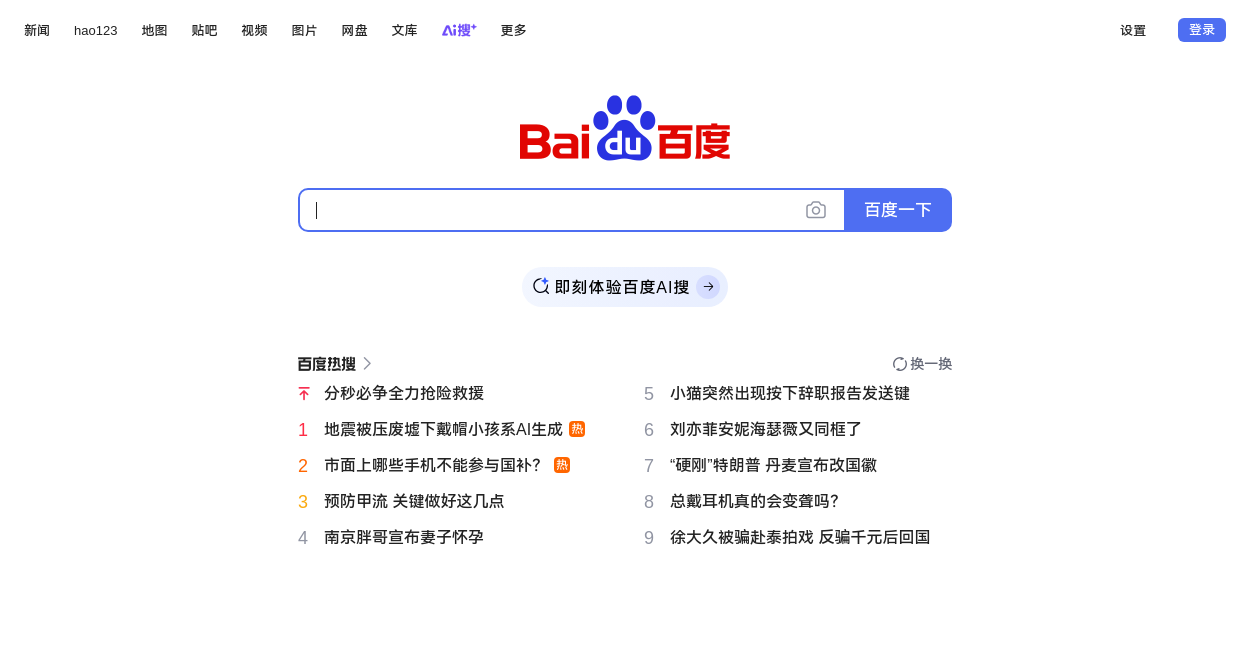 新闻 hao123 地图 贴吧 视频 图片 网盘 文库 Ai搜+ 更多 设置 登录
Bai du 百度
百度一下
即刻体验百度AI搜
百度热搜 换一换
分秒必争全力抢险救援
1 地震被压废墟下戴帽小孩系AI生成 热
2 市面上哪些手机不能参与国补？ 热
3 预防甲流 关键做好这几点
4 南京胖哥宣布妻子怀孕
5 小猫突然出现按下辞职报告发送键
6 刘亦菲安妮海瑟薇又同框了
7 “硬刚”特朗普 丹麦宣布改国徽
8 总戴耳机真的会变聋吗？
9 徐大久被骗赴泰拍戏 反骗千元后回国